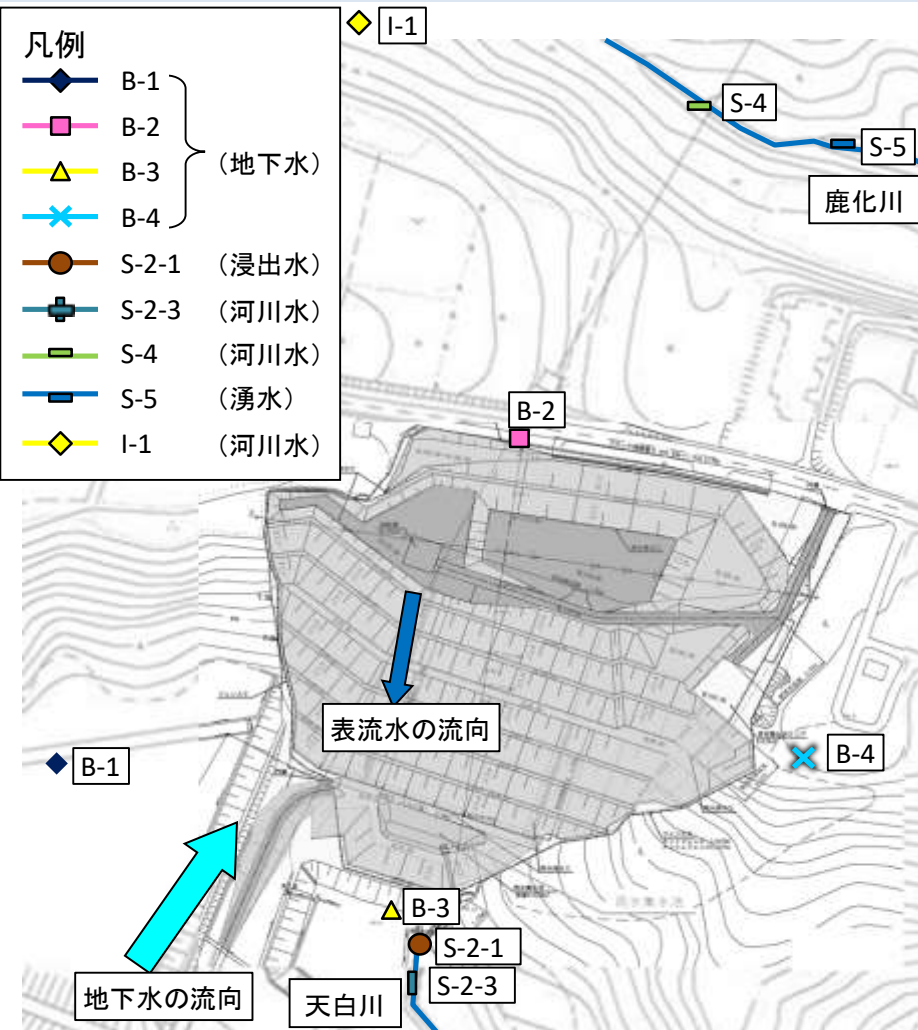 凡例
B-1
B-2
B-3
B-4
（地下水）
S-2-1 （浸出水）
S-2-3 （河川水）
S-4 （河川水）
S-5 （湧水）
I-1 （河川水）
I-1
S-4
S-5
鹿化川
B-2
表流水の流向
B-1
B-4
B-3
S-2-1
S-2-3
地下水の流向
天白川